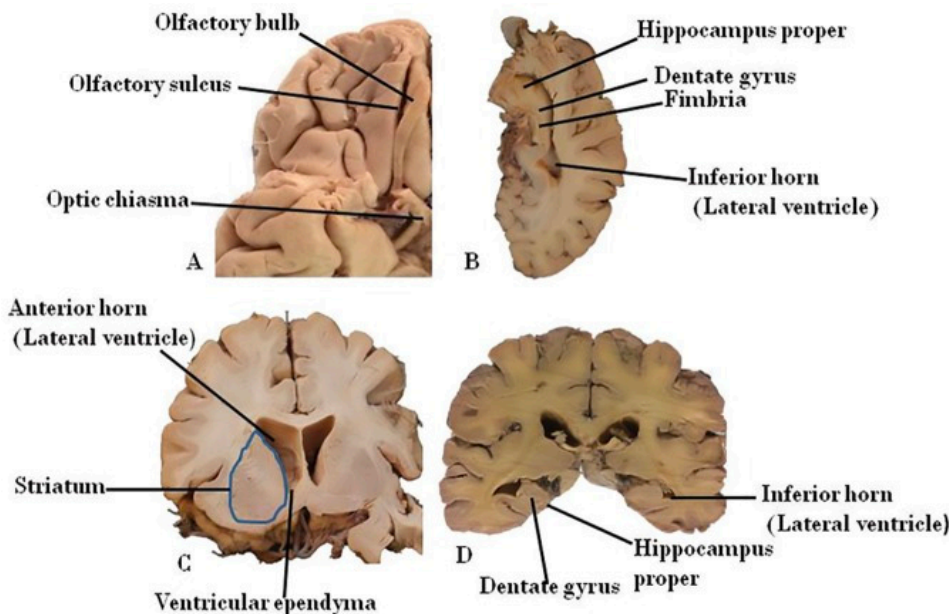 Olfactory bulb
Olfactory sulcus
Optic chiasma
A
Hippocampus proper
Dentate gyrus
Fimbria
Inferior horn
(Lateral ventricle)
B
Anterior horn
(Lateral ventricle)
Striatum
C
Ventricular ependyma
D
Inferior horn
(Lateral ventricle)
Hippocampus
proper
Dentate gyrus